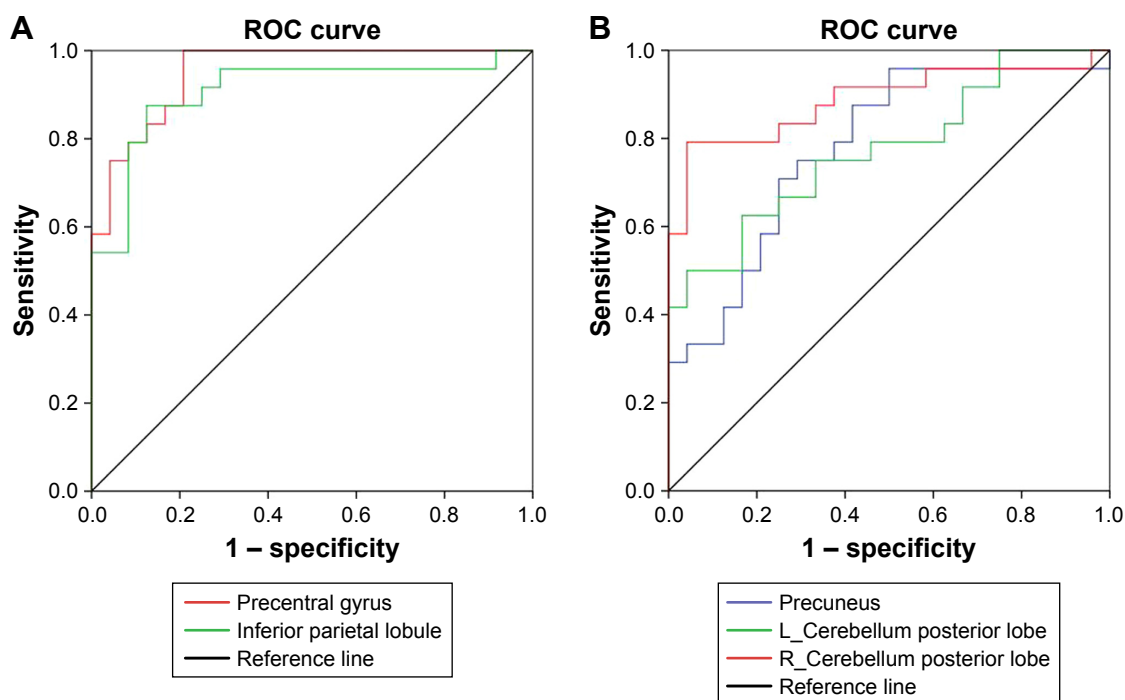 A
ROC curve
1.0
0.8
0.6
0.4
0.2
0.0
Sensitivity
0.0 0.2 0.4 0.6 0.8 1.0
1 – specificity
Precentral gyrus
Inferior parietal lobule
Reference line
B
ROC curve
1.0
0.8
0.6
0.4
0.2
0.0
Sensitivity
0.0 0.2 0.4 0.6 0.8 1.0
1 – specificity
Precuneus
L_Cerebellum posterior lobe
R_Cerebellum posterior lobe
Reference line